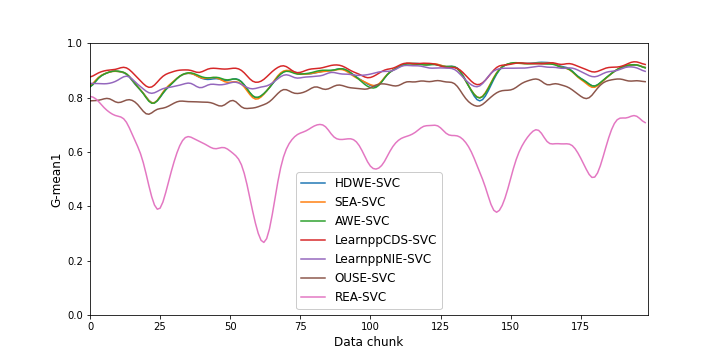 1.0
0.8
0.6
0.4
0.2
0.0
G-mean1
HDWE-SVC
SEA-SVC
AWE-SVC
LearnppCDS-SVC
LearnppNIE-SVC
OUSE-SVC
REA-SVC
0 25 50 75 100 125 150 175
Data chunk